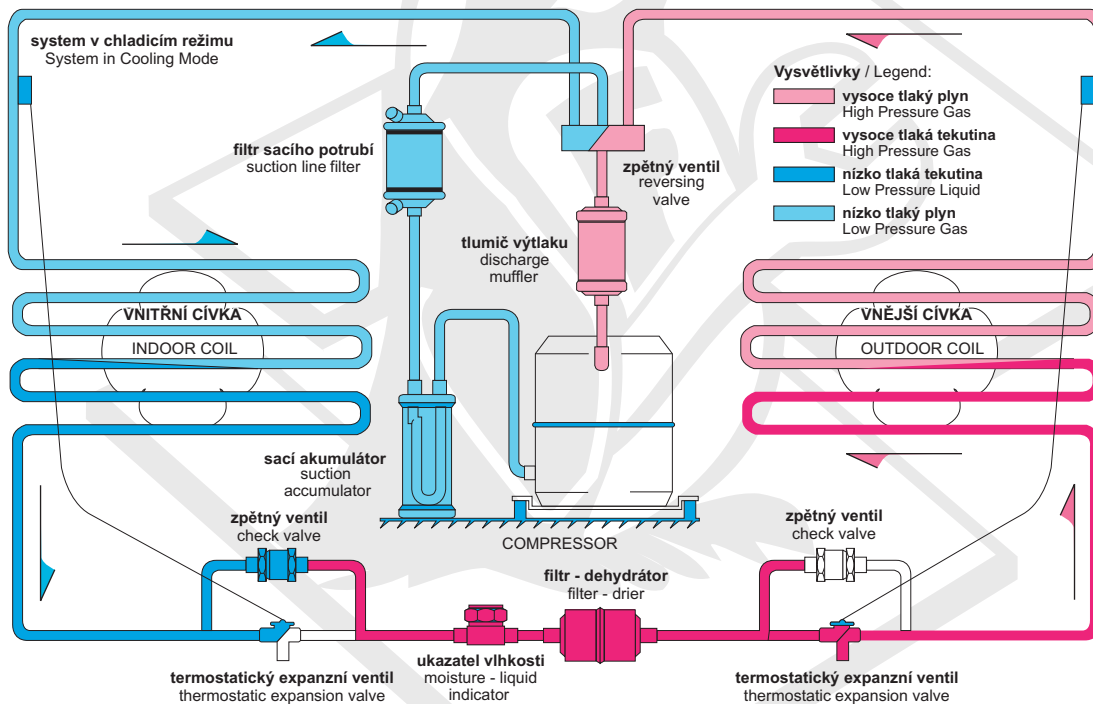 system v chladicím režimu
System in Cooling Mode
Vysvětlivky / Legend:
vysoce tlaký plyn
High Pressure Gas
vysoce tlaká tekutina
High Pressure Gas
nízko tlaká tekutina
Low Pressure Liquid
nízko tlaký plyn
Low Pressure Gas
filtr sacího potrubí
suction line filter
zpětný ventil
reversing
valve
tlumič výtlaku
discharge
muffler
VNITŘNÍ CÍVKA
INDOOR COIL
VNĚJŠÍ CÍVKA
OUTDOOR COIL
sací akumulátor
suction
accumulator
COMPRESSOR
zpětný ventil
check valve
zpětný ventil
check valve
filtr - dehydrátor
filter - drier
termostatický expanzní ventil
thermostatic expansion valve
ukazatel vlhkosti
moisture - liquid
indicator
termostatický expanzní ventil
thermostatic expansion valve